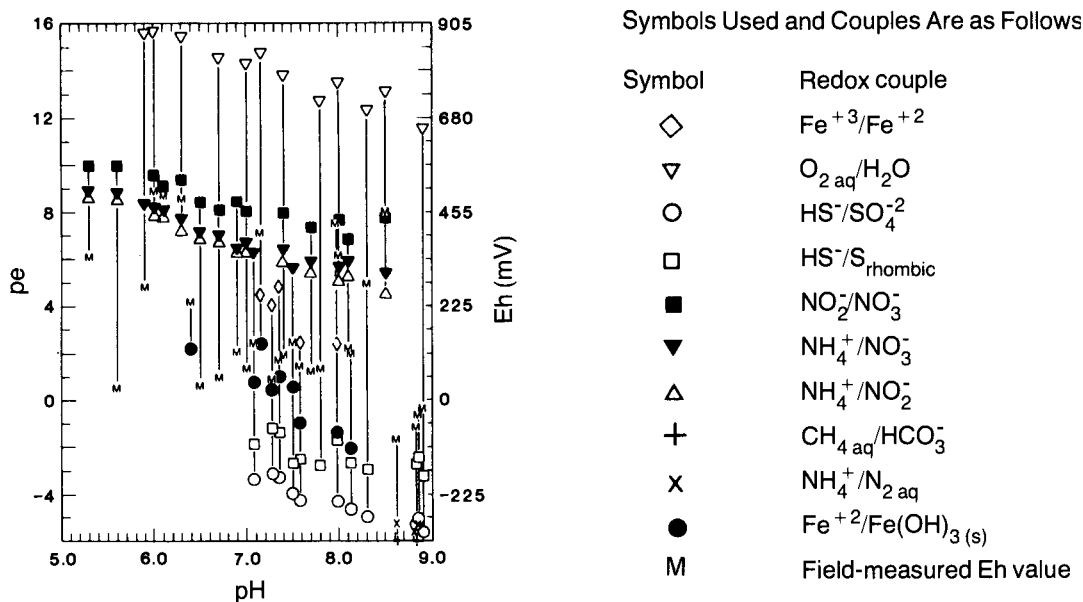 16
12
8
4
0
−4
pe
905
680
455
225
0
-225
Eh (mV)
5.0 6.0 7.0 8.0 9.0
pH
Symbols Used and Couples Are as Follows
Symbol Redox couple
◇ Fe⁺³/Fe⁺²
▽ O₂ aq/H₂O
○ HS⁻/SO₄⁻²
□ HS⁻/S rhombic
■ NO₂⁻/NO₃⁻
▼ NH₄⁺/NO₃⁻
△ NH₄⁺/NO₂⁻
+ CH₄ aq/HCO₃⁻
x NH₄⁺/N₂ aq
● Fe⁺²/Fe(OH)₃ (s)
M Field-measured Eh value